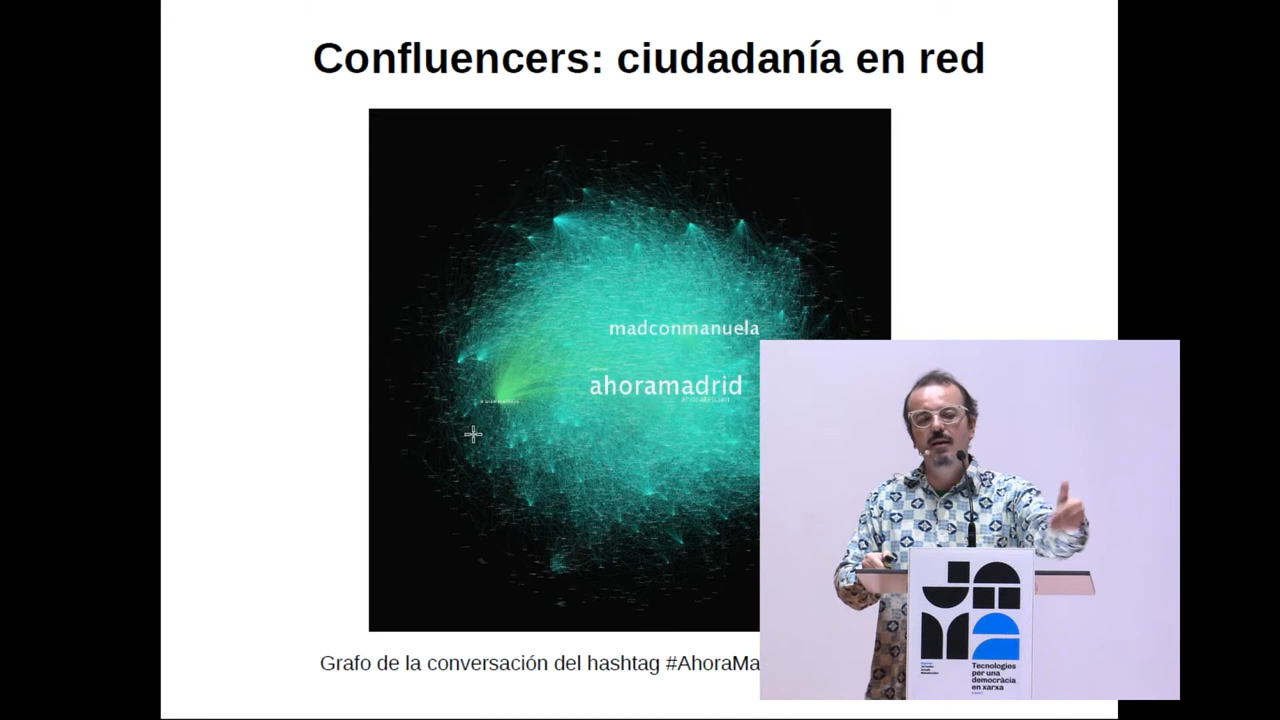 Confluencers: ciudadanía en red
madconmanuela
ahoramadrid
Grafo de la conversación del hashtag #AhoraMa
JAM2
Tecnologies
per una
democràcia
en xarxa